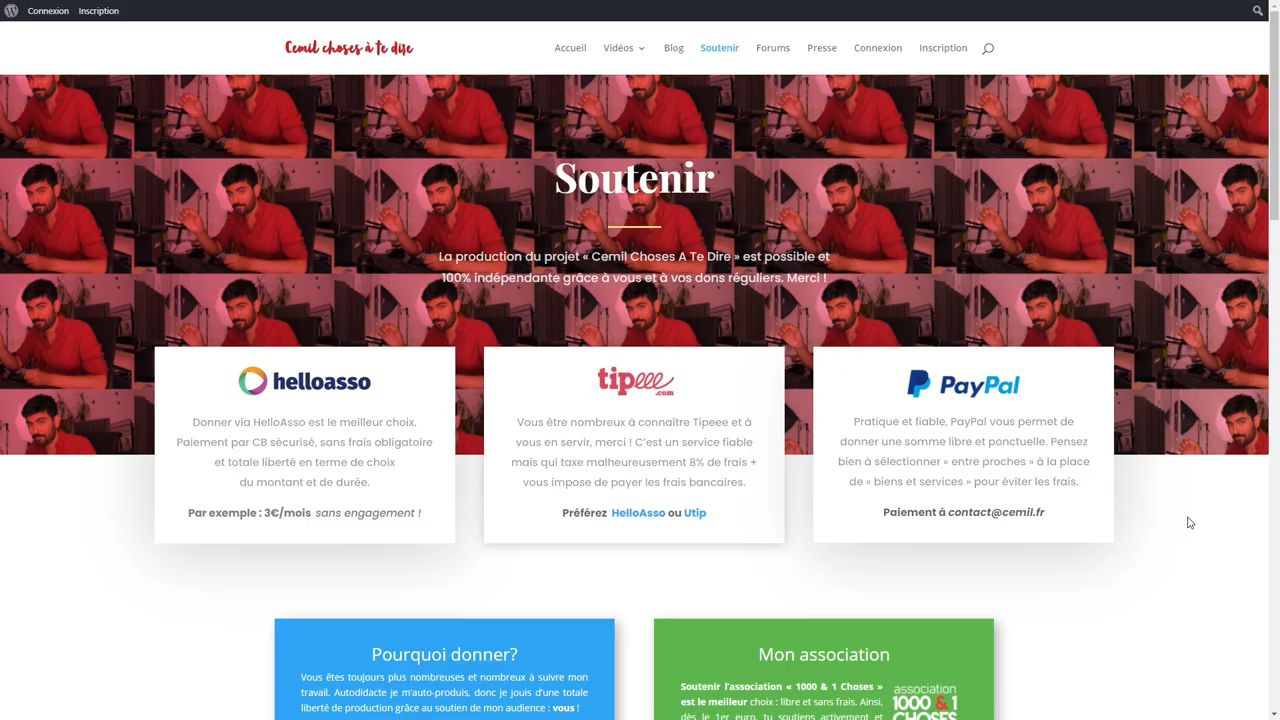 Connexion Inscription
Cemil choses à te dire
Accueil Vidéos Blog Soutenir Forums Presse Connexion Inscription
Soutenir
La production du projet « Cemil Choses A Te Dire » est possible et
100% indépendante grâce à vous et à vos dons réguliers. Merci !
helloasso
Donner via HelloAsso est le meilleur choix.
Paiement par CB sécurisé, sans frais obligatoire
et totale liberté en terme de choix
du montant et de durée.
Par exemple : 3€/mois sans engagement !
tipeee
.com
Vous être nombreux à connaître Tipeee et à
vous en servir, merci ! C’est un service fiable
mais qui taxe malheureusement 8% de frais +
vous impose de payer les frais bancaires.
Préférez HelloAsso ou Utip
PayPal
Pratique et fiable, PayPal vous permet de
donner une somme libre et ponctuelle. Pensez
bien à sélectionner « entre proches » à la place
de « biens et services » pour éviter les frais.
Paiement à contact@cemil.fr
Pourquoi donner?
Vous êtes toujours plus nombreuses et nombreux à suivre mon
travail. Autodidacte je m’auto-produis, donc je jouis d’une totale
liberté de production grâce au soutien de mon audience : vous !
Mon association
Soutenir l’association « 1000 & 1 Choses »
est le meilleur choix : libre et sans frais. Ainsi,
dès le 1er euro, tu soutiens activement et
association
1000 & 1
CHOSES